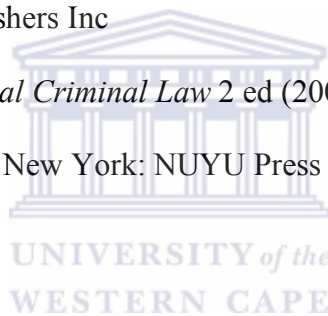 shers Inc
al Criminal Law 2 ed (200
New York: NUYU Press
UNIVERSITY of the
WESTERN CAPE